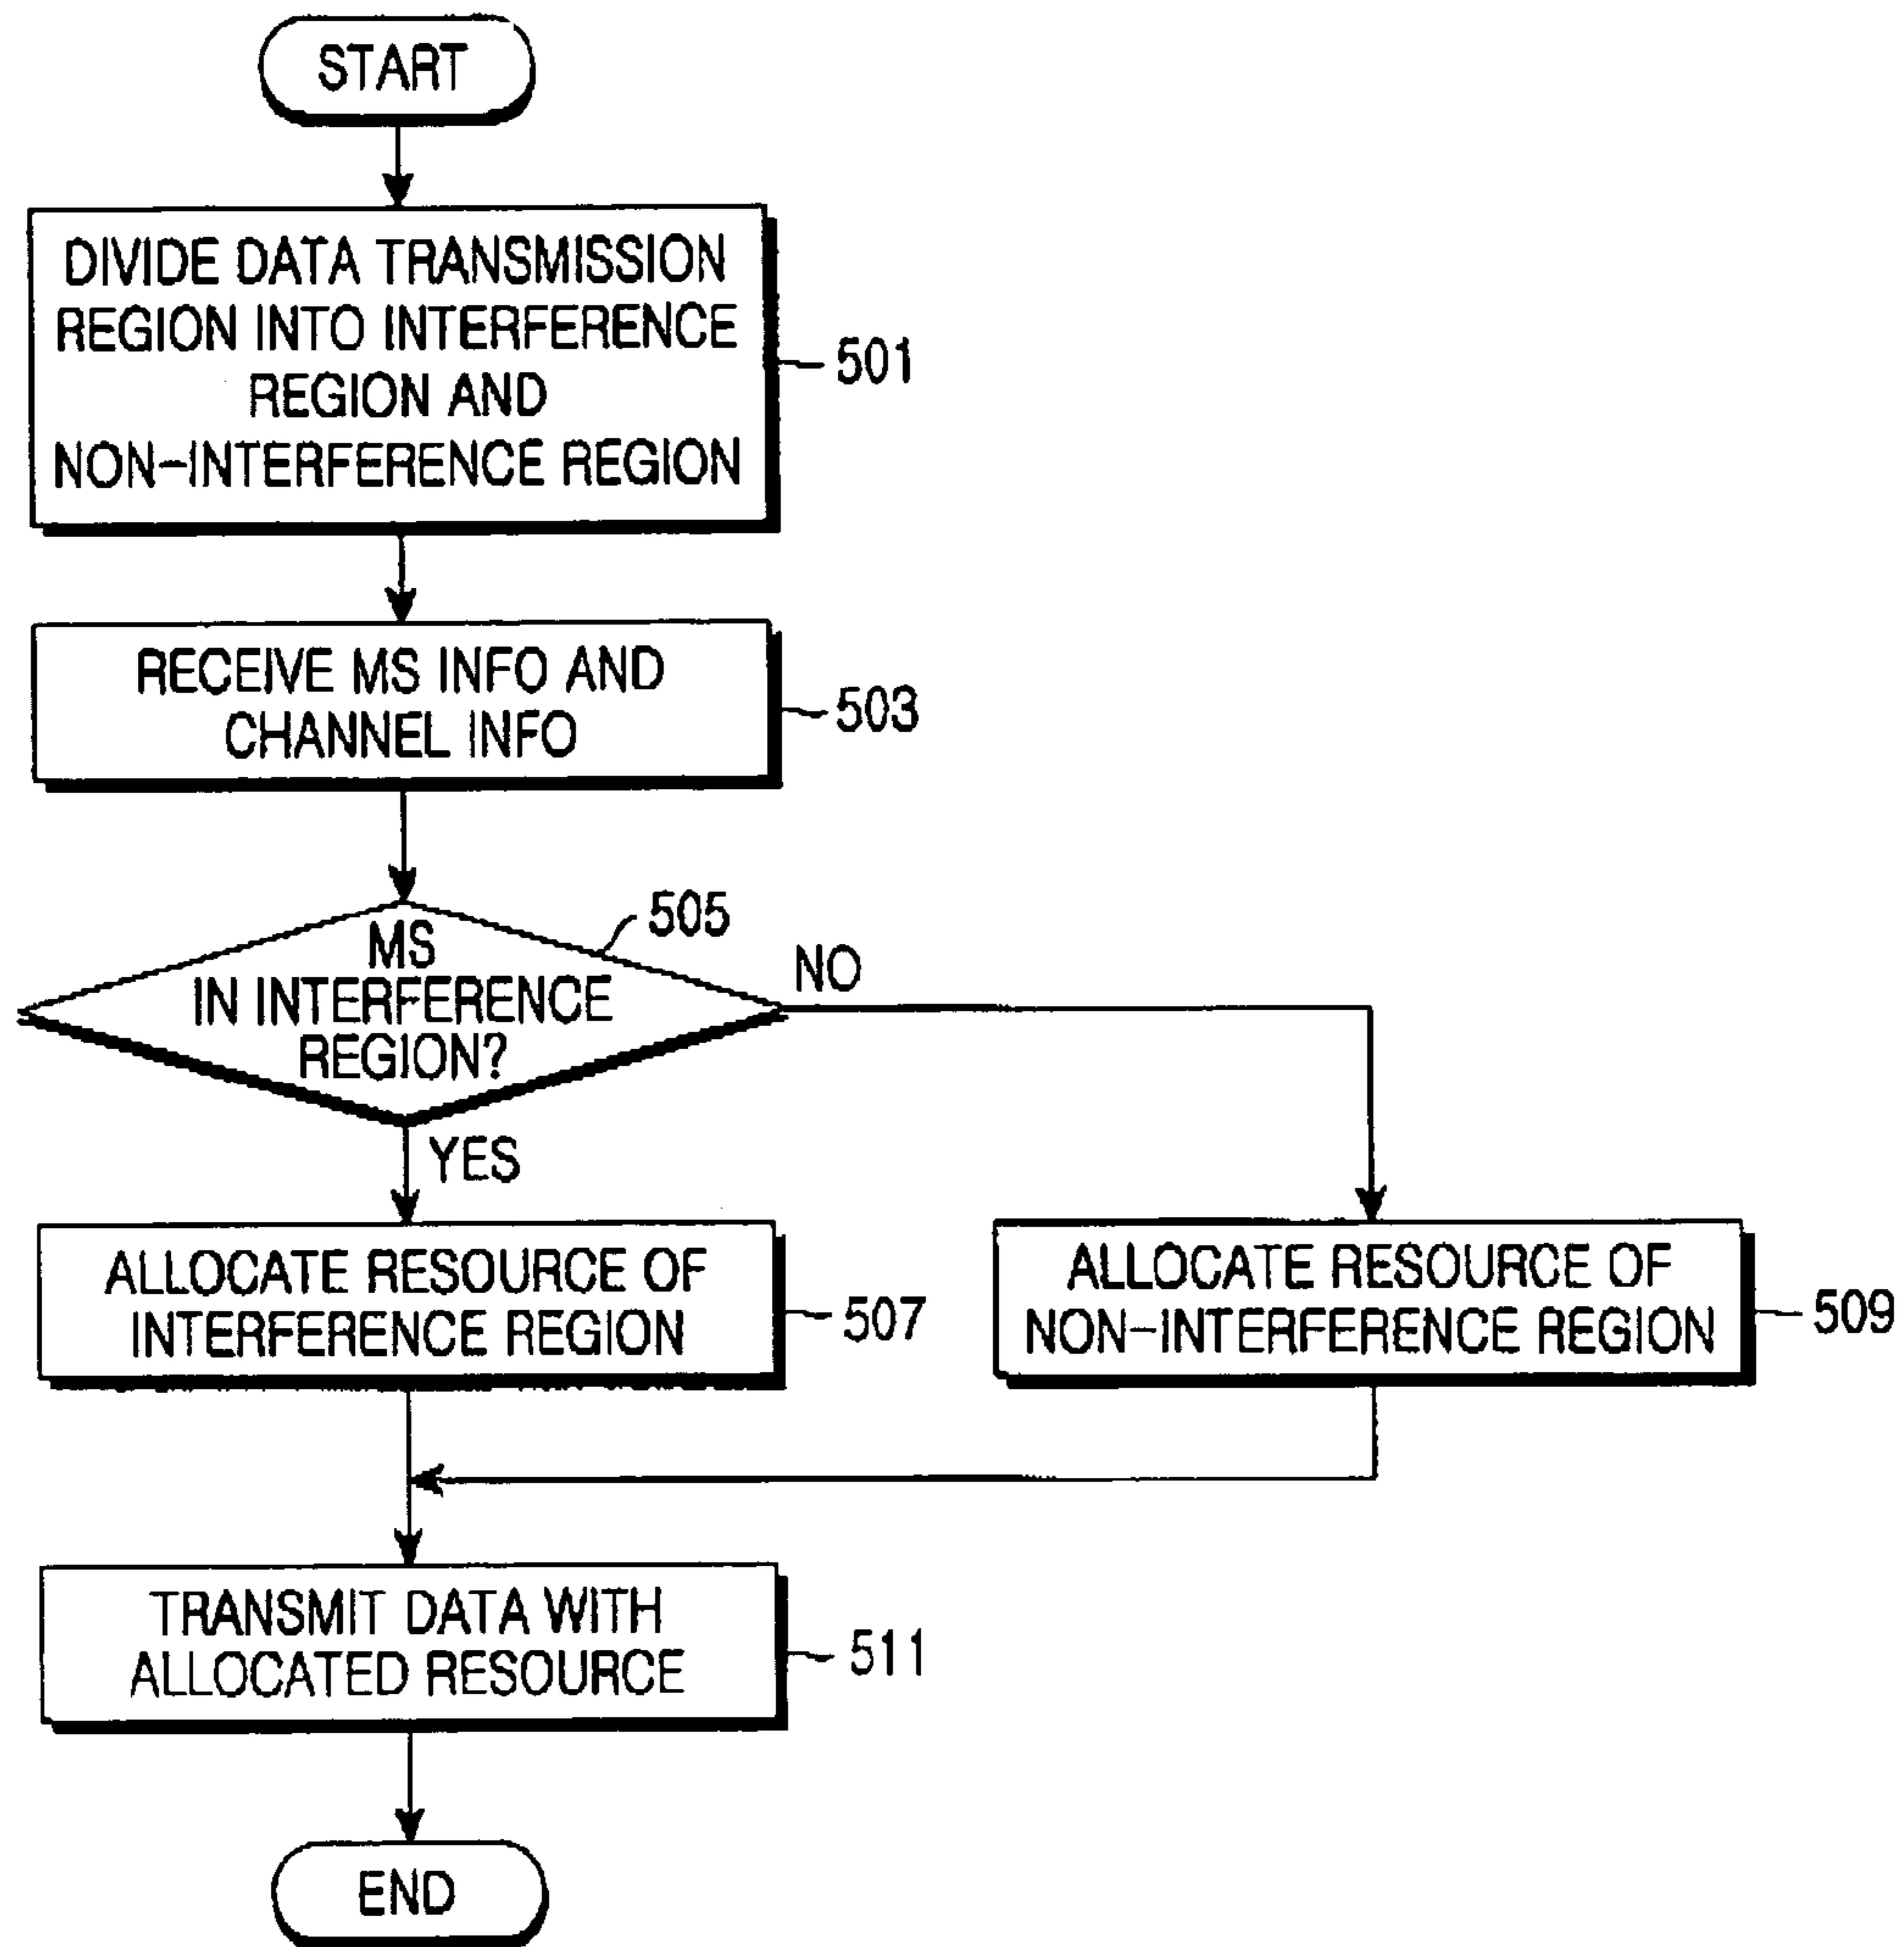 START
DIVIDE DATA TRANSMISSION
REGION INTO INTERFERENCE
REGION AND
NON-INTERFERENCE REGION
501
RECEIVE MS INFO AND
CHANNEL INFO
503
505
MS
IN INTERFERENCE
REGION?
NO
YES
ALLOCATE RESOURCE OF
INTERFERENCE REGION
507
ALLOCATE RESOURCE OF
NON-INTERFERENCE REGION
509
TRANSMIT DATA WITH
ALLOCATED RESOURCE
511
END